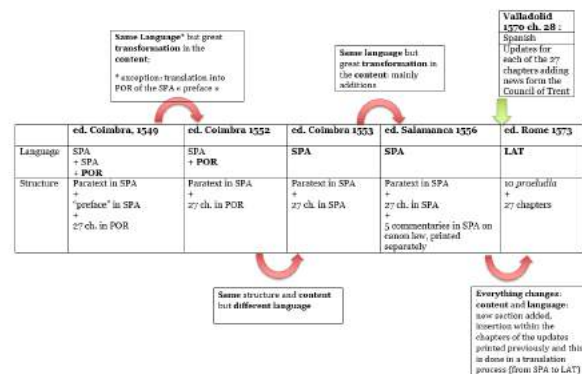 Valladolid
1570 ch. 28 :
Spanish
Updates for
each of the 27
chapters adding
news form the
Council of Trent
Same Language* but great
transformation in the
content:
* exception: translation into
POR of the SPA « preface »
Same language but
great transformation in
the content: mainly
additions
ed. Coimbra, 1549 ed. Coimbra 1552 ed. Coimbra 1553 ed. Salamanca 1556 ed. Rome 1573
Language SPA SPA SPA SPA LAT
+ SPA + POR
+ POR
Structure Paratext in SPA Paratext in SPA Paratext in SPA Paratext in SPA 10 proeludia
+ + + + +
"preface" in SPA 27 ch. in POR 27 ch. in SPA 27 ch. in SPA 27 chapters
+ +
27 ch. in POR 5 commentaries in SPA on
canon law, printed
separately
Same structure and content
but different language
Everything changes:
content and language:
new section added,
insertion within the
chapters of the updates
printed previously and this
is done in a translation
process (from SPA to LAT)